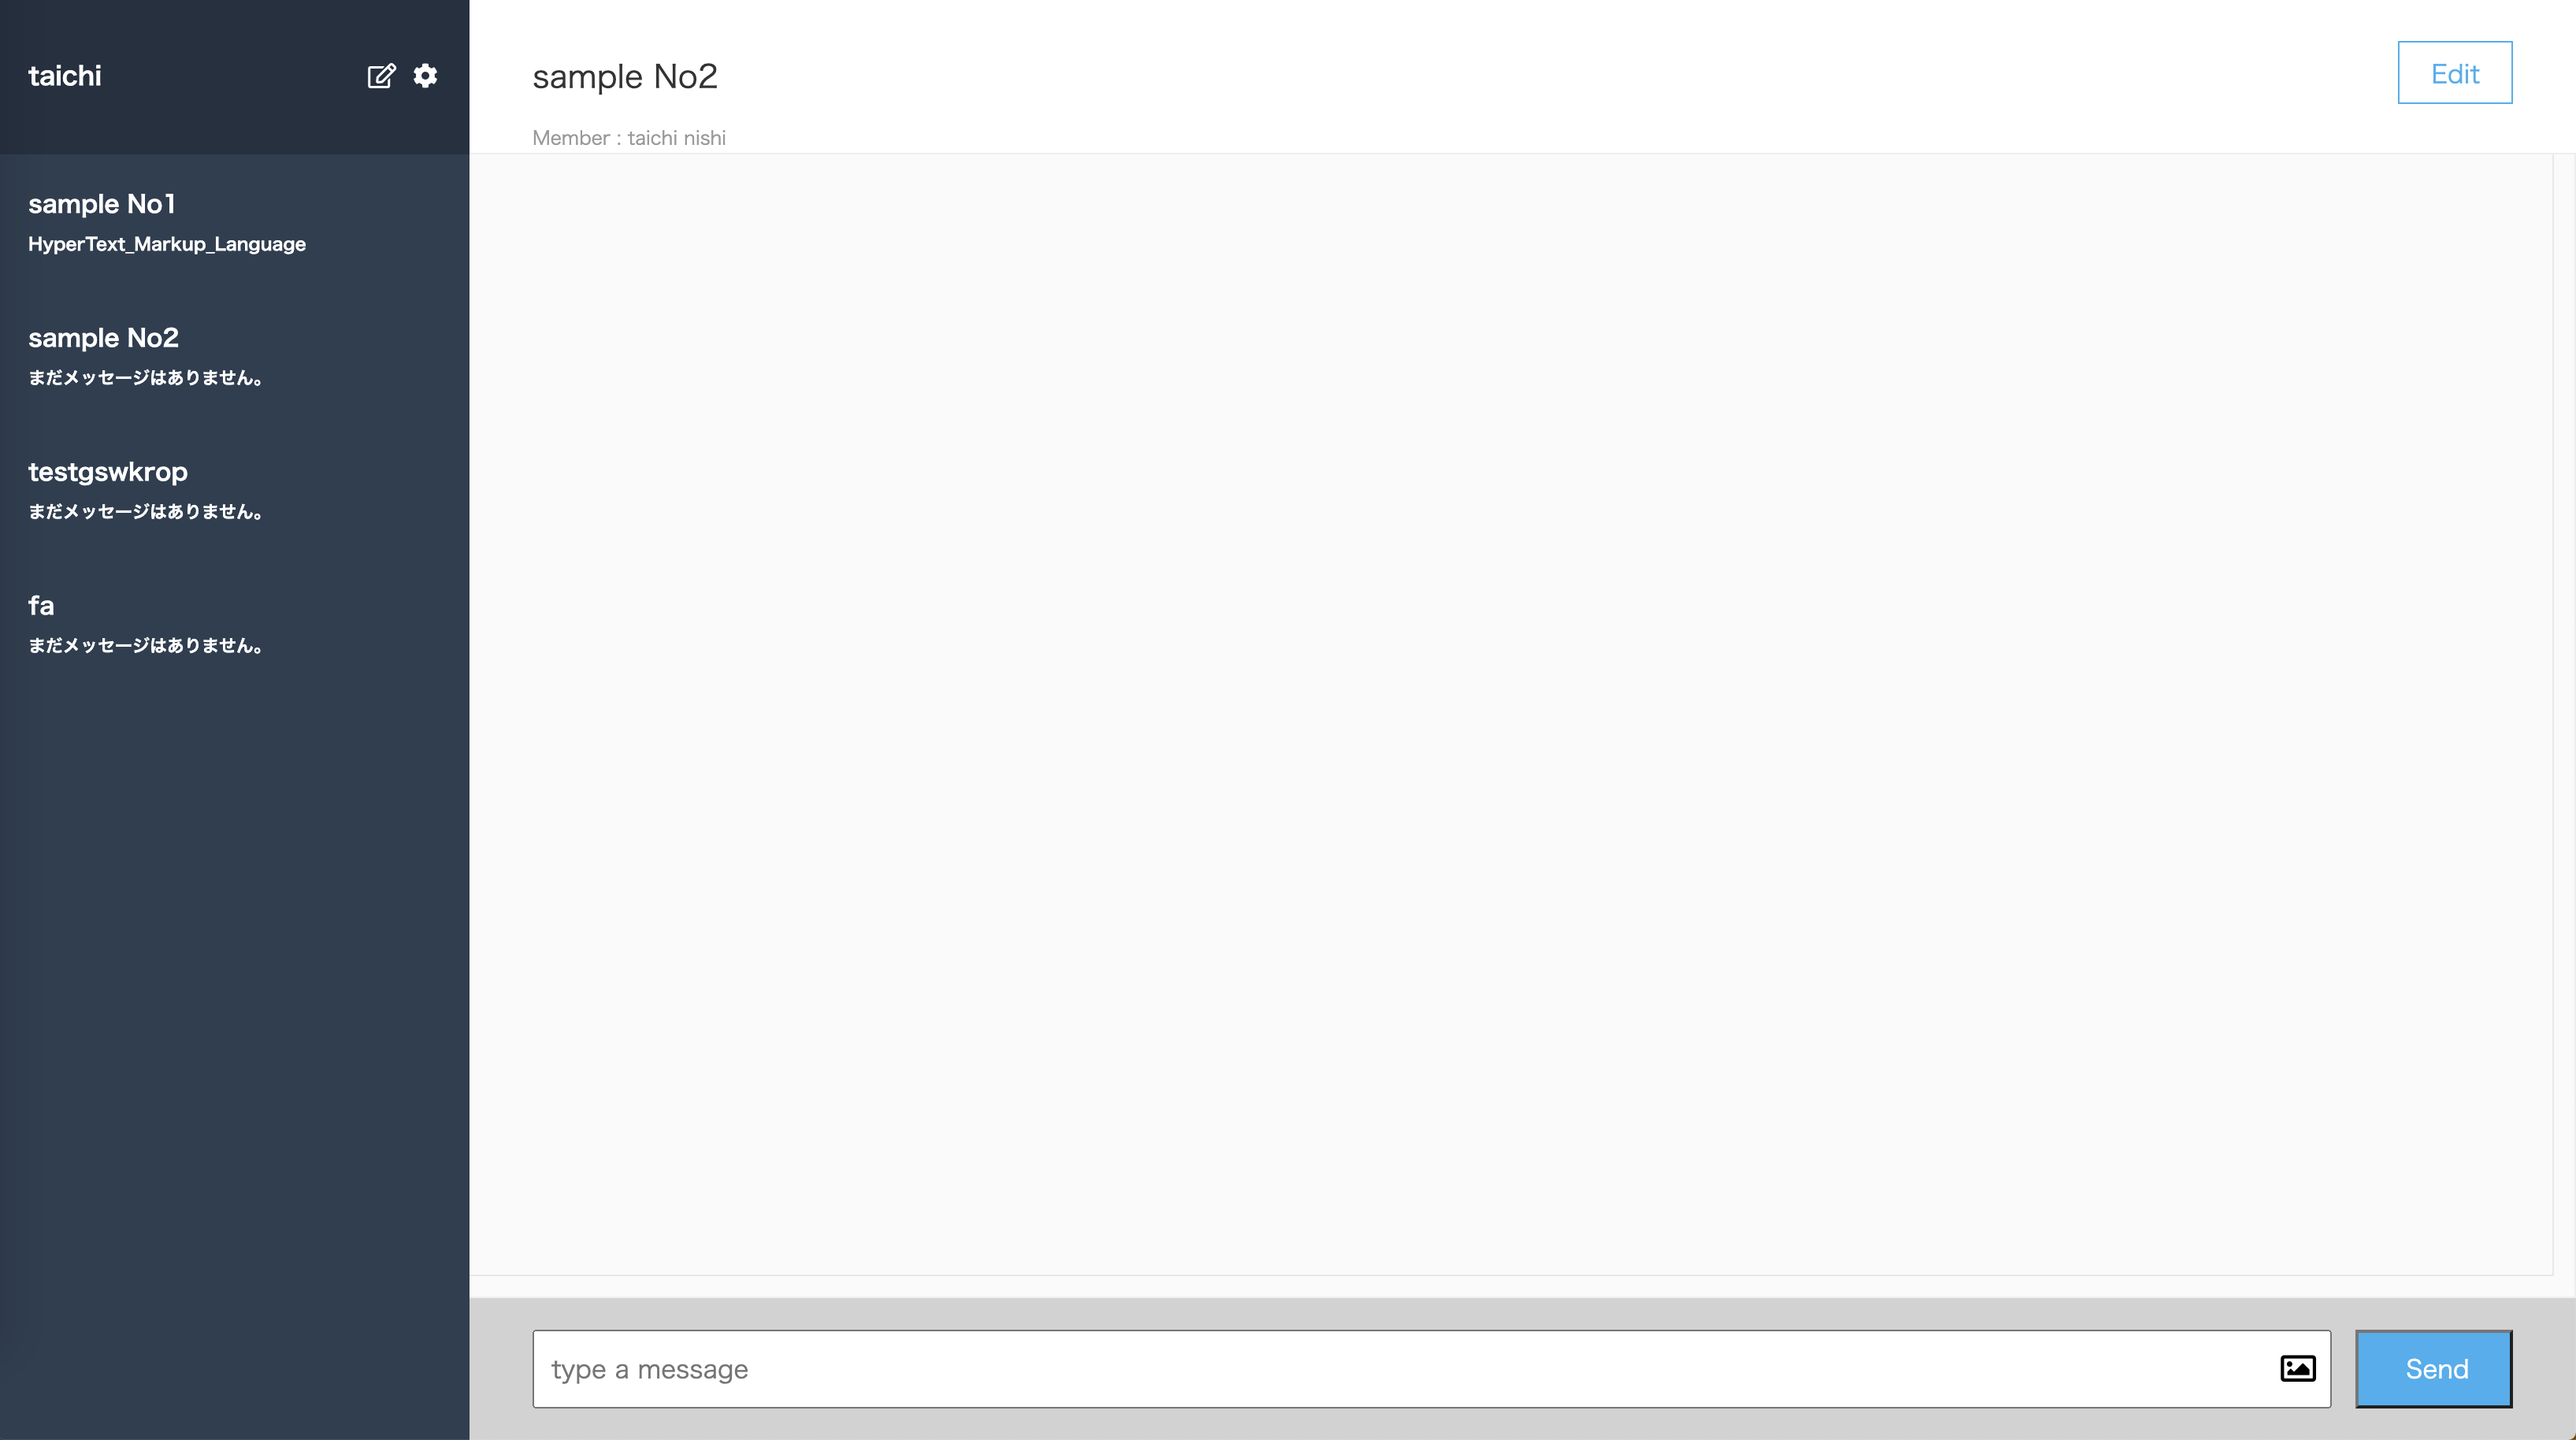 taichi
sample No1
HyperText_Markup_Language
sample No2
まだメッセージはありません。
testgswkrop
まだメッセージはありません。
fa
まだメッセージはありません。
sample No2
Edit
Member : taichi nishi
type a message
Send